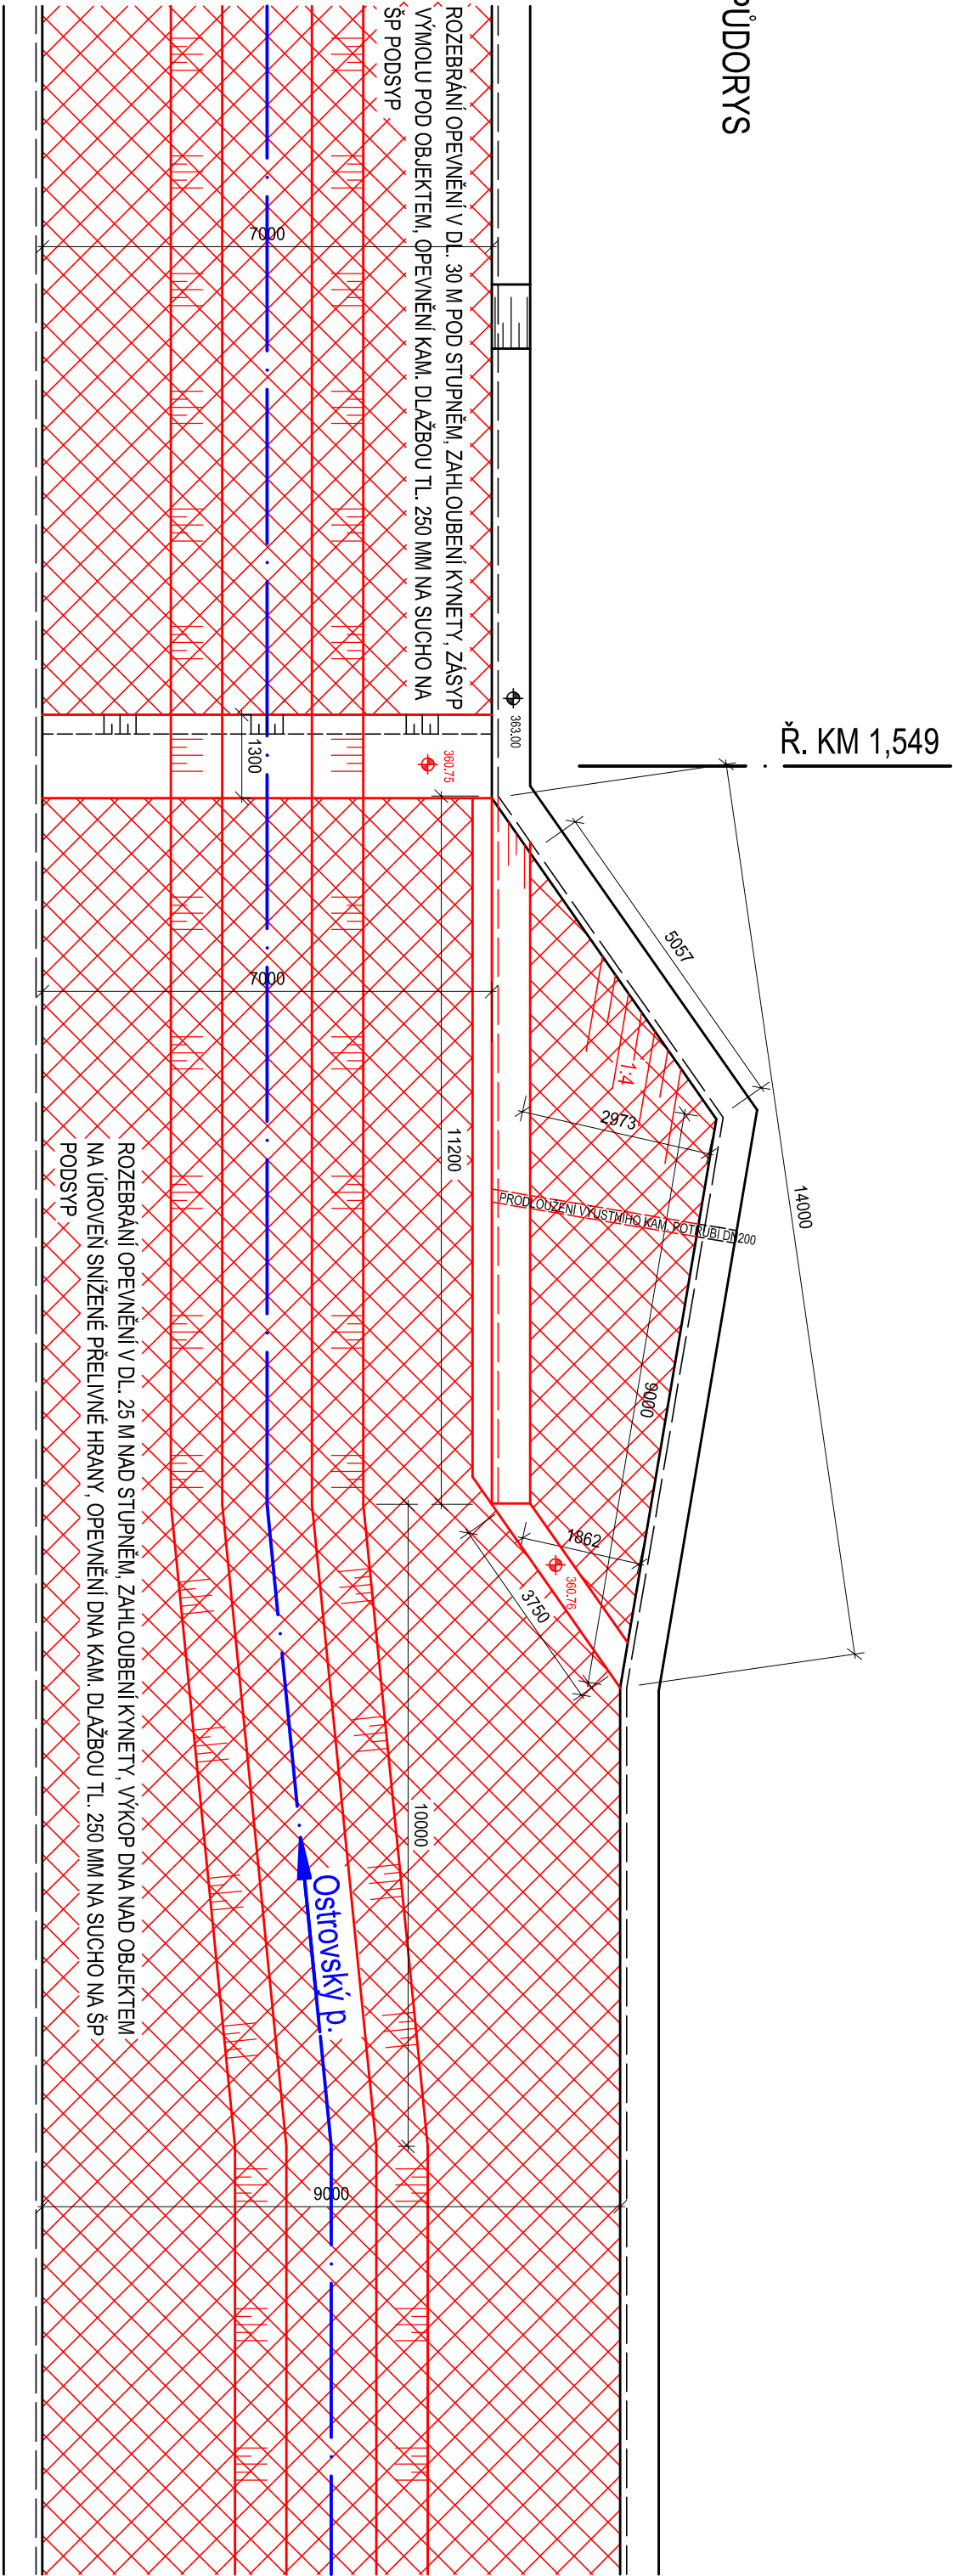 PŮDORYS
Ř. KM 1,549
ROZEBRÁNÍ OPEVNĚNÍ V DL. 30 M POD STUPNĚM, ZAHLOUBENÍ KYNETY, ZÁSYP
VÝMOLU POD OBJEKTEM, OPEVNĚNÍ KAM. DLAŽBOU TL. 250 MM NA SUCHO NA
ŠP PODSYP
7000
363.00
360.75
1300
5057
14000
7000
1:4
2973
11200
PRODLOUŽENÍ VÝUSTNÍHO KAM. POTRUBÍ DN200
9000
1862
360.76
3750
10000
Ostrovský p.
ROZEBRÁNÍ OPEVNĚNÍ V DL. 25 M NAD STUPNĚM, ZAHLOUBENÍ KYNETY, VÝKOP DNA NAD OBJEKTEM
NA ÚROVEŇ SNÍŽENÉ PŘELIVNÉ HRANY, OPEVNĚNÍ DNA KAM. DLAŽBOU TL. 250 MM NA SUCHO NA ŠP
PODSYP
9000